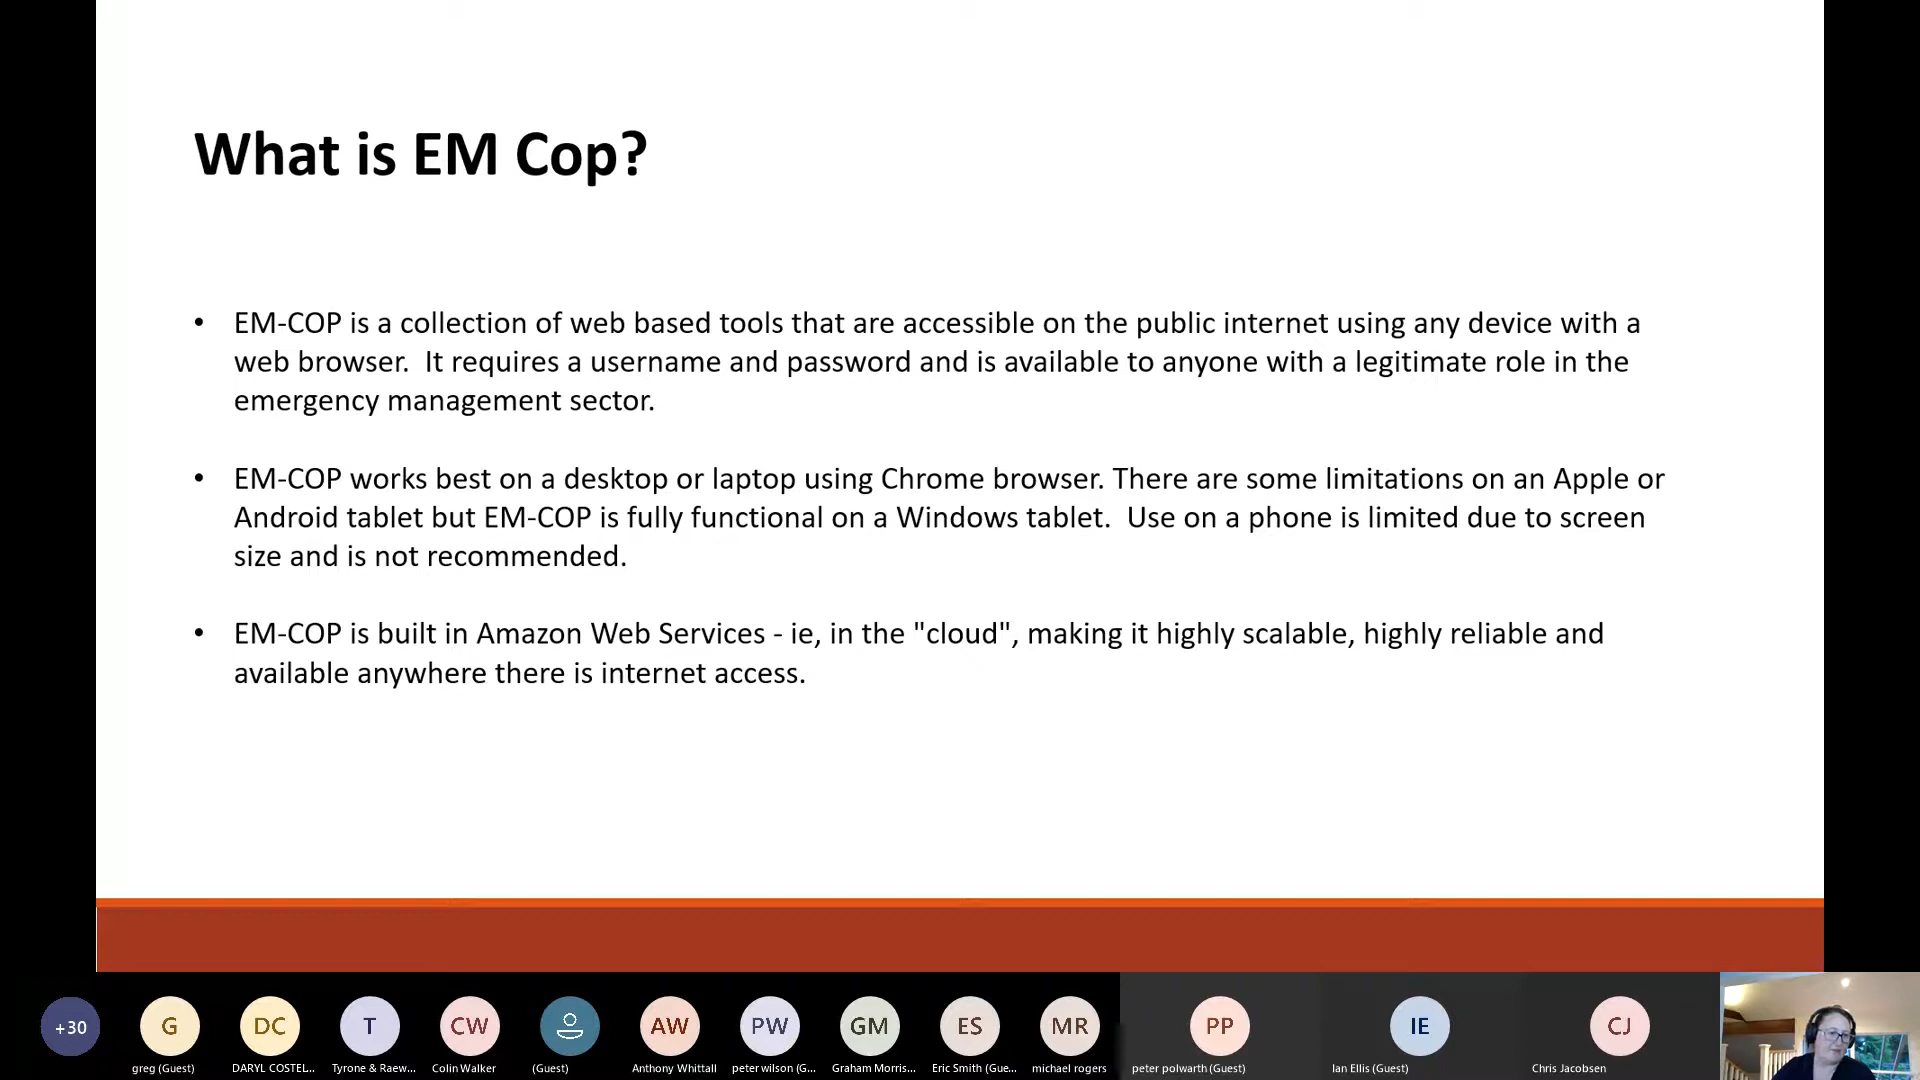 What is EM Cop?
• EM-COP is a collection of web based tools that are accessible on the public internet using any device with a
web browser.  It requires a username and password and is available to anyone with a legitimate role in the
emergency management sector.
• EM-COP works best on a desktop or laptop using Chrome browser. There are some limitations on an Apple or
Android tablet but EM-COP is fully functional on a Windows tablet.  Use on a phone is limited due to screen
size and is not recommended.
• EM-COP is built in Amazon Web Services - ie, in the "cloud", making it highly scalable, highly reliable and
available anywhere there is internet access.
+30 G DC T CW AW PW GM ES MR PP IE CJ
greg (Guest) DARYL COSTEL... Tyrone & Raew... Colin Walker (Guest) Anthony Whittall peter wilson (G... Graham Morris... Eric Smith (Gue... michael rogers peter polwarth (Guest) Ian Ellis (Guest) Chris Jacobsen